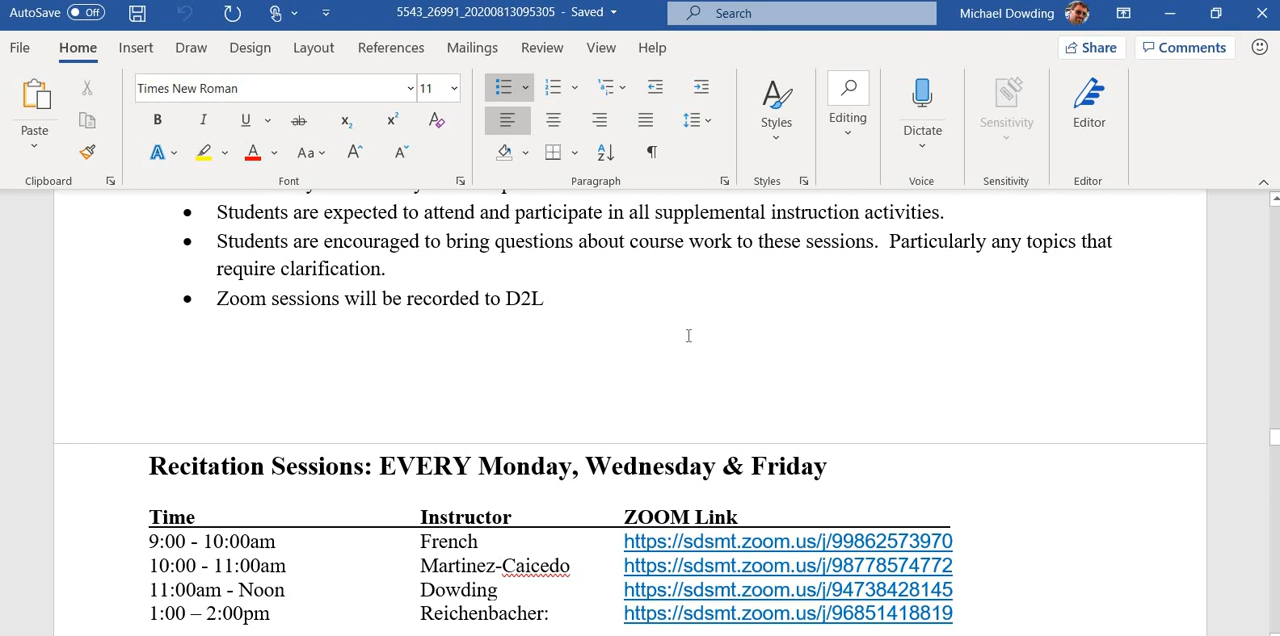 AutoSave Off 5543_26991_20200813095305 - Saved Search Michael Dowding
File Home Insert Draw Design Layout References Mailings Review View Help Share Comments
Times New Roman 11
Paste B I U ab x₂ x² A Styles Editing Dictate Sensitivity Editor
A A Aa A A A Z ¶
Clipboard Font Paragraph Styles Voice Sensitivity Editor
• Students are expected to attend and participate in all supplemental instruction activities.
• Students are encouraged to bring questions about course work to these sessions.  Particularly any topics that
require clarification.
• Zoom sessions will be recorded to D2L
Recitation Sessions: EVERY Monday, Wednesday & Friday
Time Instructor ZOOM Link
9:00 - 10:00am French https://sdsmt.zoom.us/j/99862573970
10:00 - 11:00am Martinez-Caicedo https://sdsmt.zoom.us/j/98778574772
11:00am - Noon Dowding https://sdsmt.zoom.us/j/94738428145
1:00 – 2:00pm Reichenbacher: https://sdsmt.zoom.us/j/96851418819